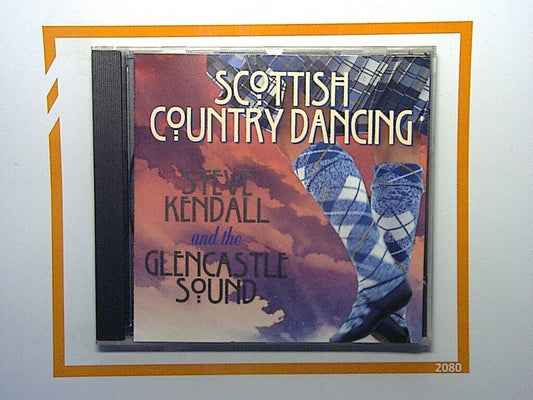 SCOTTISH
COUNTRY DANCING
STEVE
KENDALL
and the
GLENCASTLE
SOUND
2080